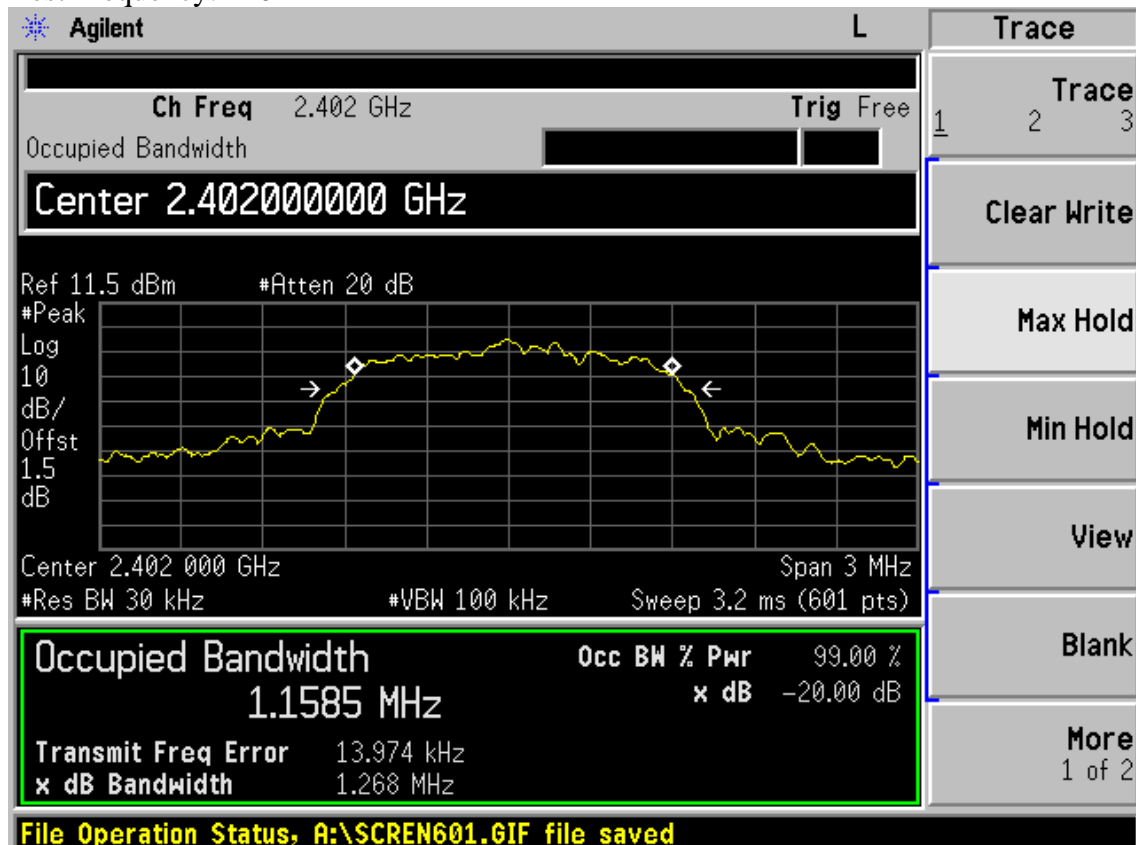 Agilent L Trace
Ch Freq 2.402 GHz Trig Free
Occupied Bandwidth
Center 2.402000000 GHz
Ref 11.5 dBm #Atten 20 dB
#Peak
Log
10
dB/
Offst
1.5
dB
Center 2.402 000 GHz Span 3 MHz
#Res BW 30 kHz #VBW 100 kHz Sweep 3.2 ms (601 pts)
Occupied Bandwidth Occ BW % Pwr 99.00 %
1.1585 MHz x dB -20.00 dB
Transmit Freq Error 13.974 kHz
x dB Bandwidth 1.268 MHz
File Operation Status, A:\SCREN601.GIF file saved
Trace
1 2 3
Clear Write
Max Hold
Min Hold
View
Blank
More
1 of 2